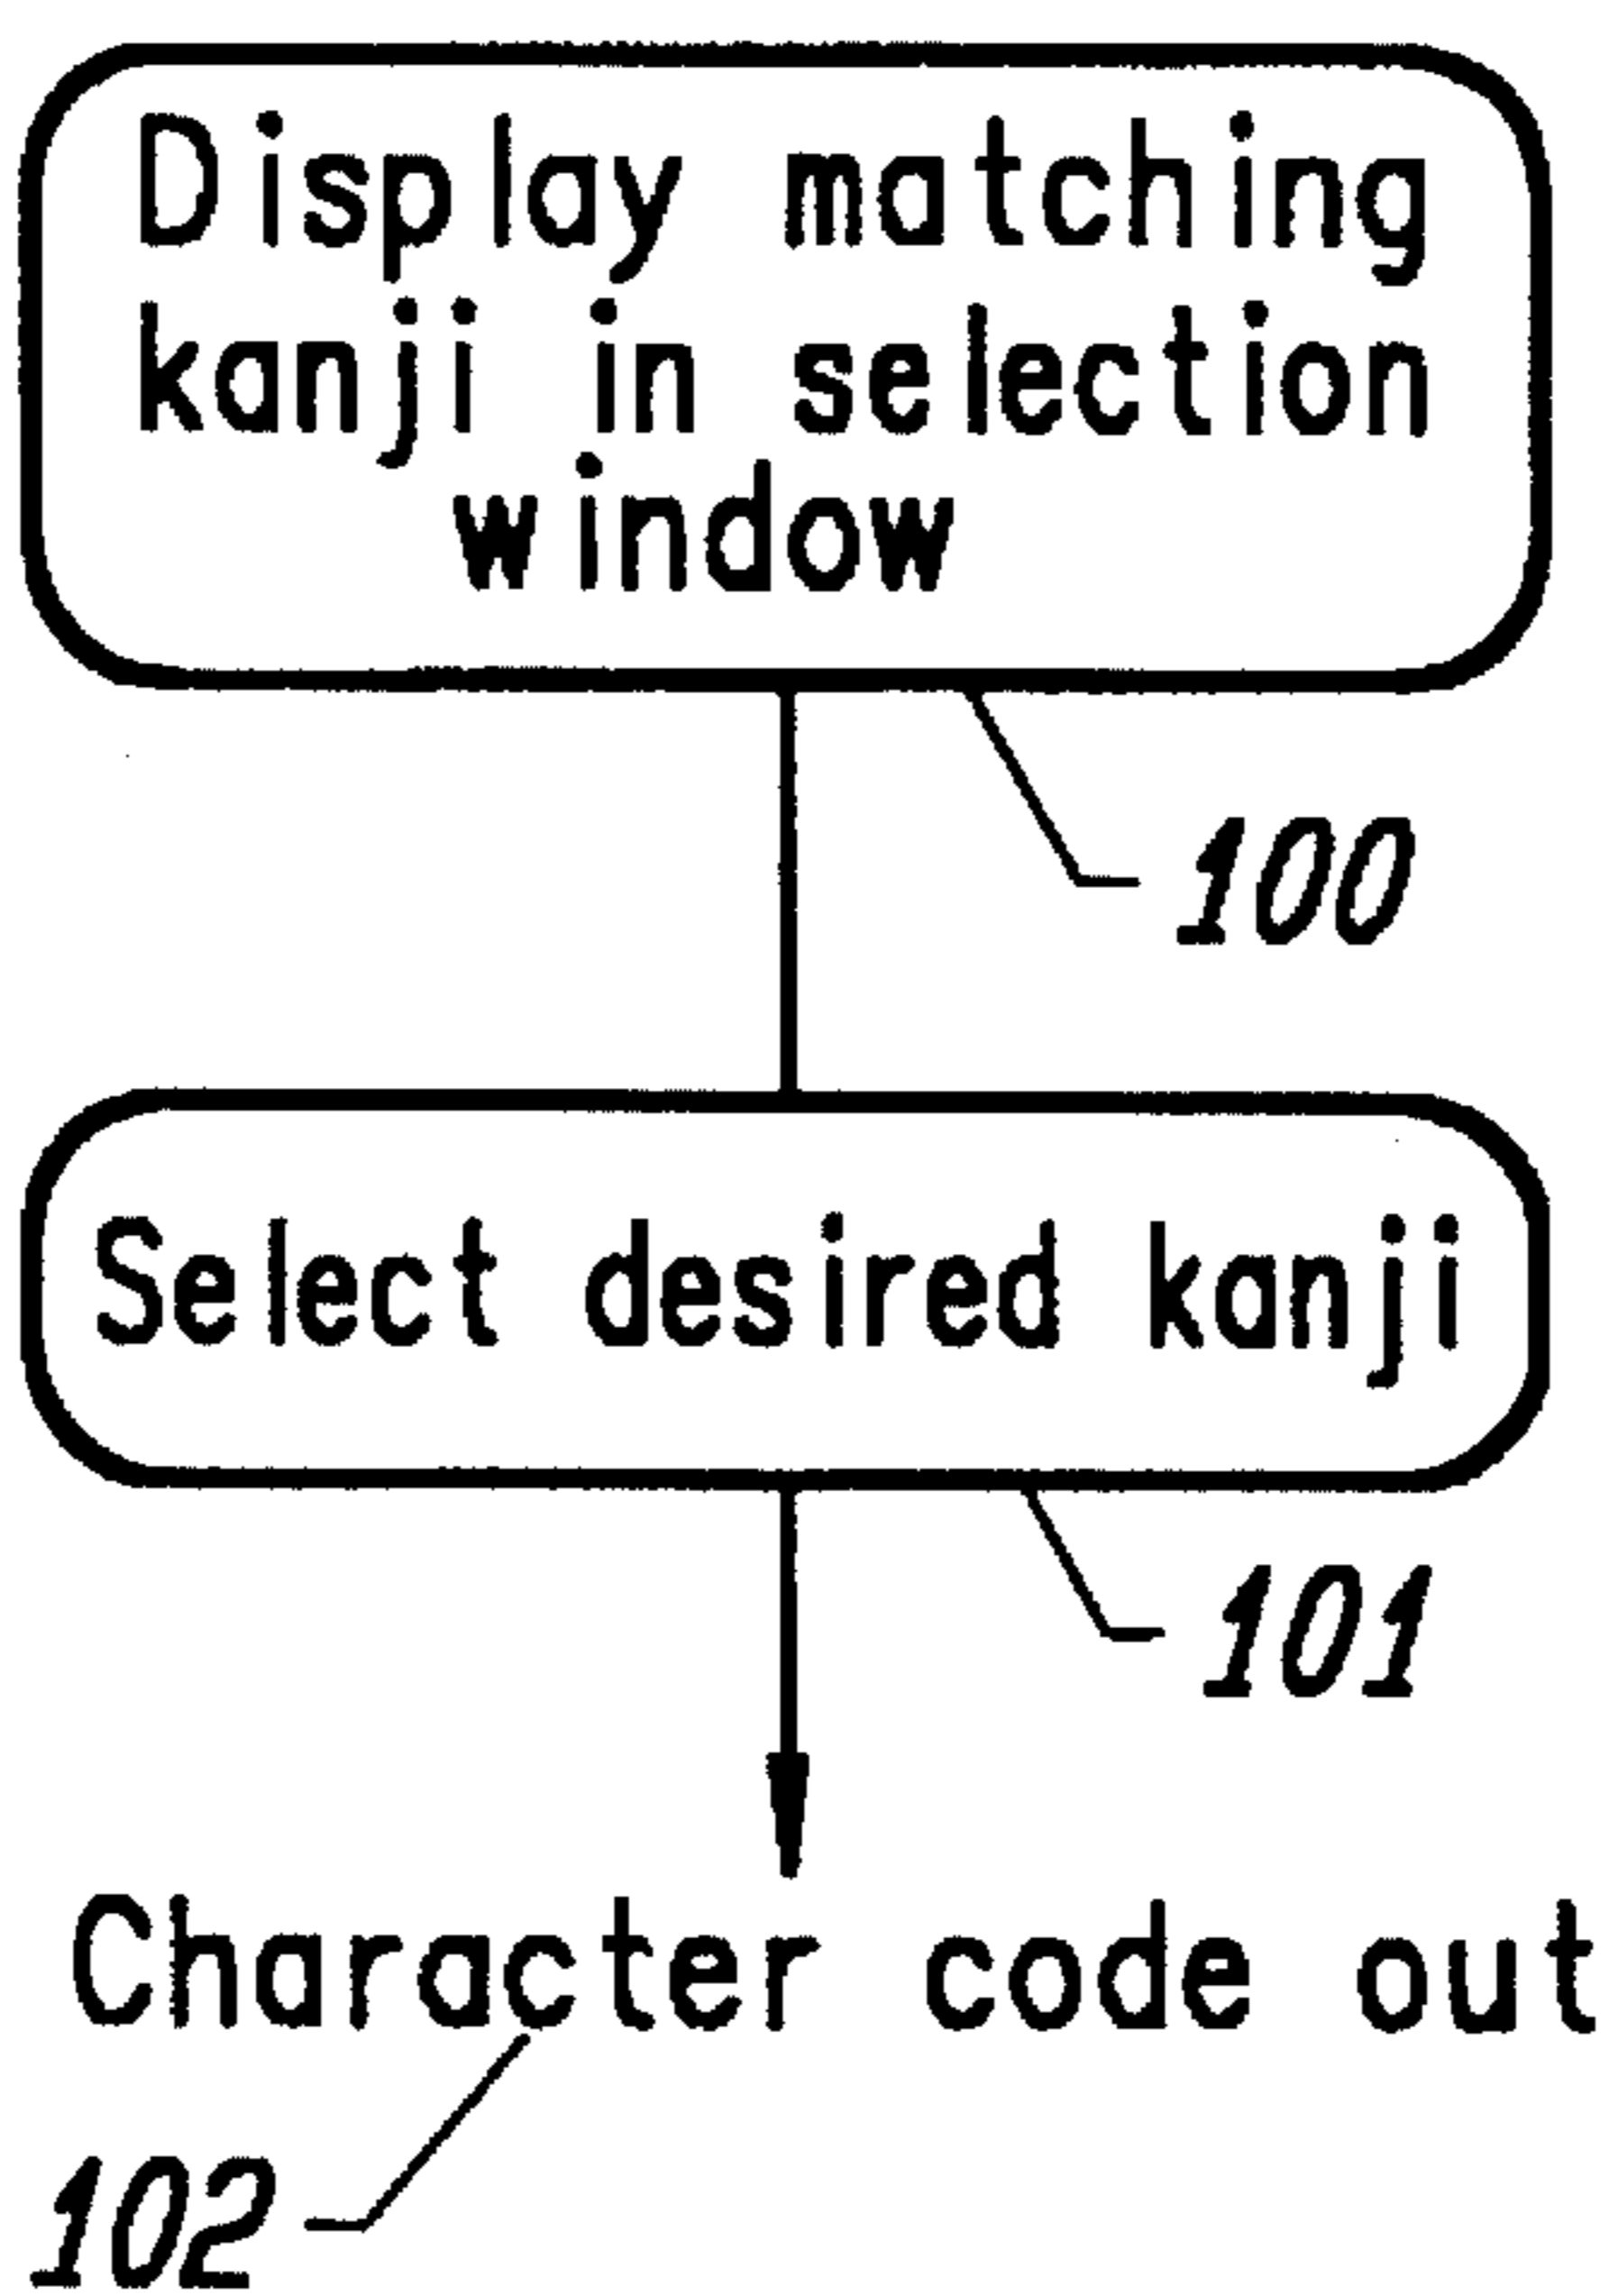 Display matching
kanji in selection
window
100
Select desired kanji
101
Character code out
102